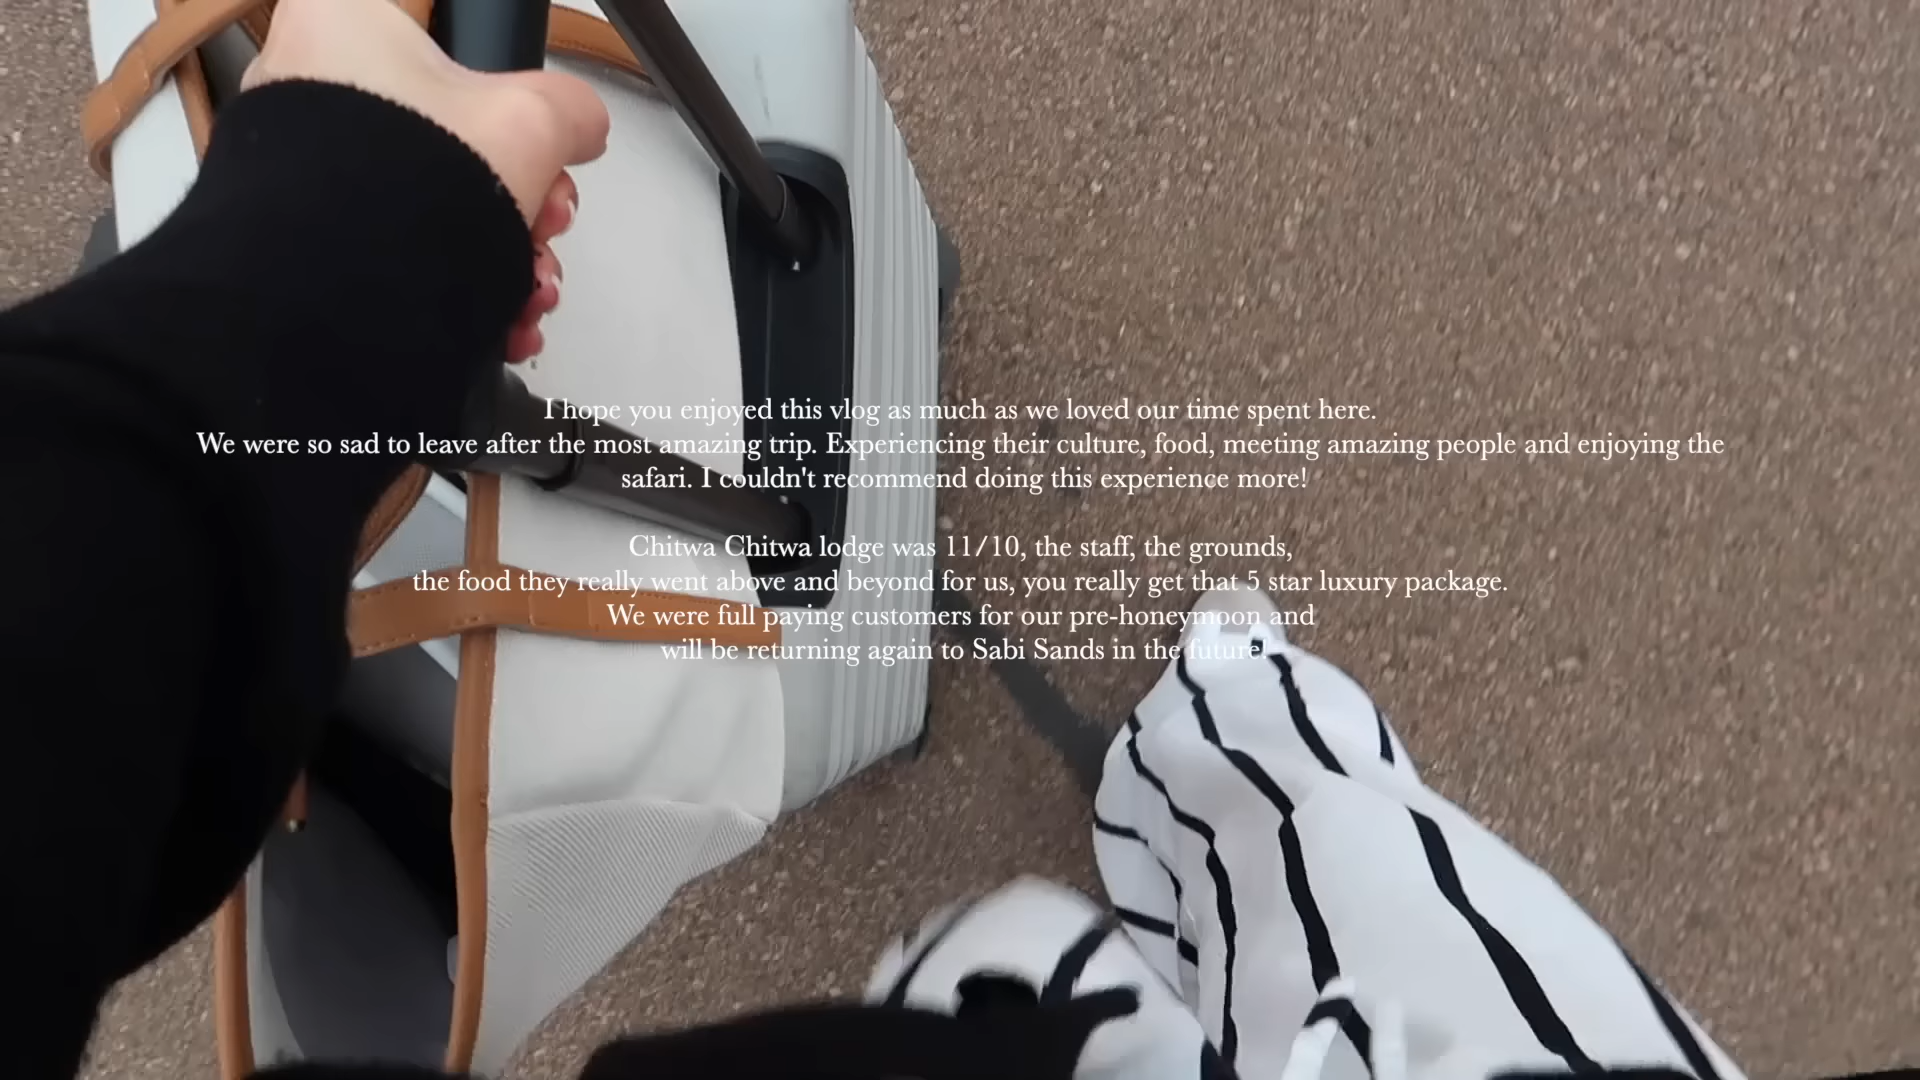 I hope you enjoyed this vlog as much as we loved our time spent here.
We were so sad to leave after the most amazing trip. Experiencing their culture, food, meeting amazing people and enjoying the
safari. I couldn't recommend doing this experience more!
Chitwa Chitwa lodge was 11/10, the staff, the grounds,
the food they really went above and beyond for us, you really get that 5 star luxury package.
We were full paying customers for our pre-honeymoon and
will be returning again to Sabi Sands in the future!